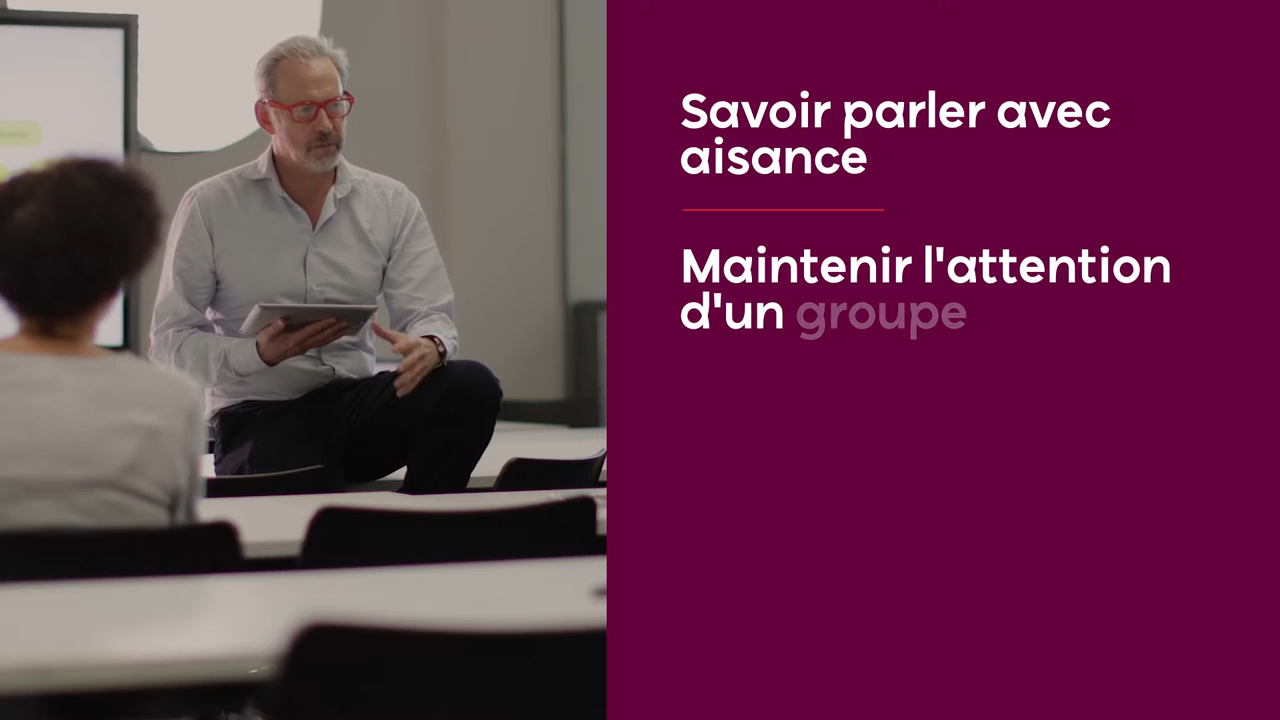 Savoir parler avec
aisance
Maintenir l'attention
d'un groupe